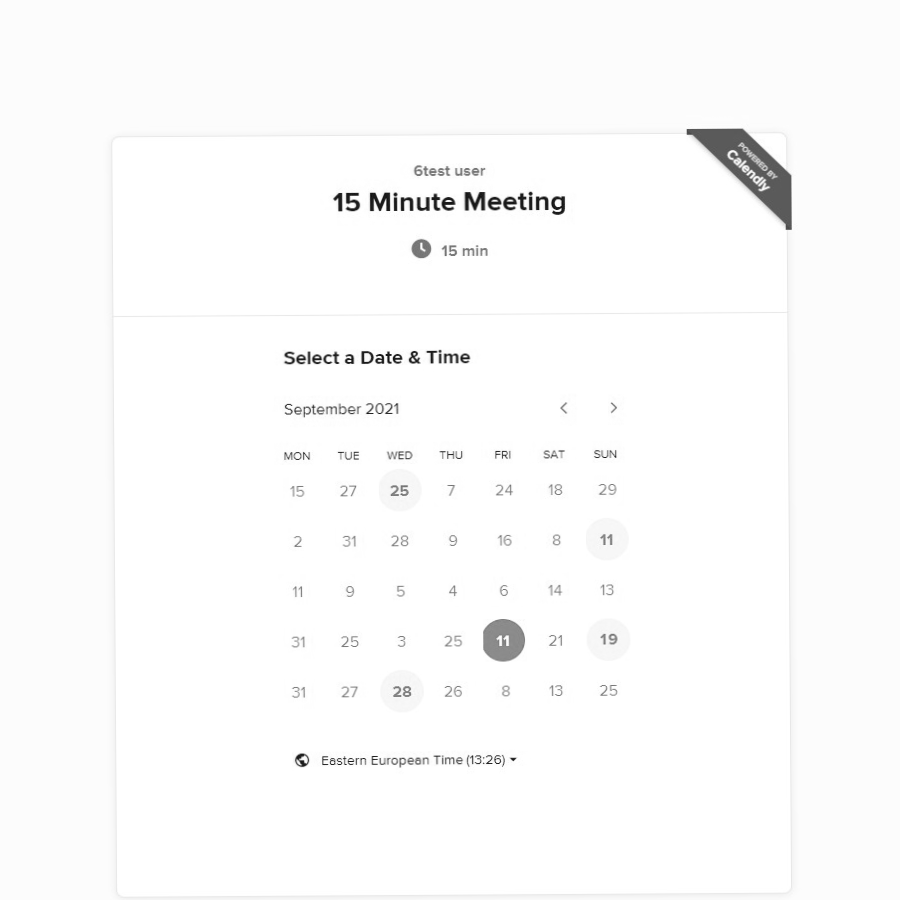 POWERED BY
Calendly
6test user
15 Minute Meeting
15 min
Select a Date & Time
September 2021
MON TUE WED THU FRI SAT SUN
15 27 25 7 24 18 29
2 31 28 9 16 8 11
11 9 5 4 6 14 13
31 25 3 25 11 21 19
31 27 28 26 8 13 25
Eastern European Time (13:26)